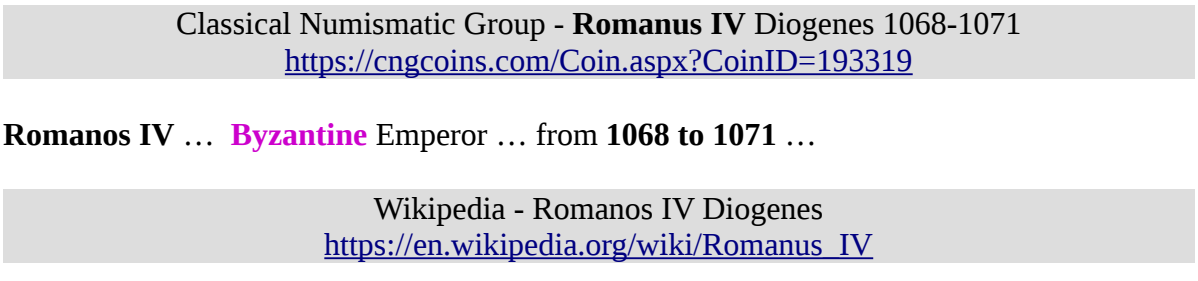 Classical Numismatic Group - Romanus IV Diogenes 1068-1071
https://cngcoins.com/Coin.aspx?CoinID=193319
Romanos IV … Byzantine Emperor … from 1068 to 1071 …
Wikipedia - Romanos IV Diogenes
https://en.wikipedia.org/wiki/Romanus_IV